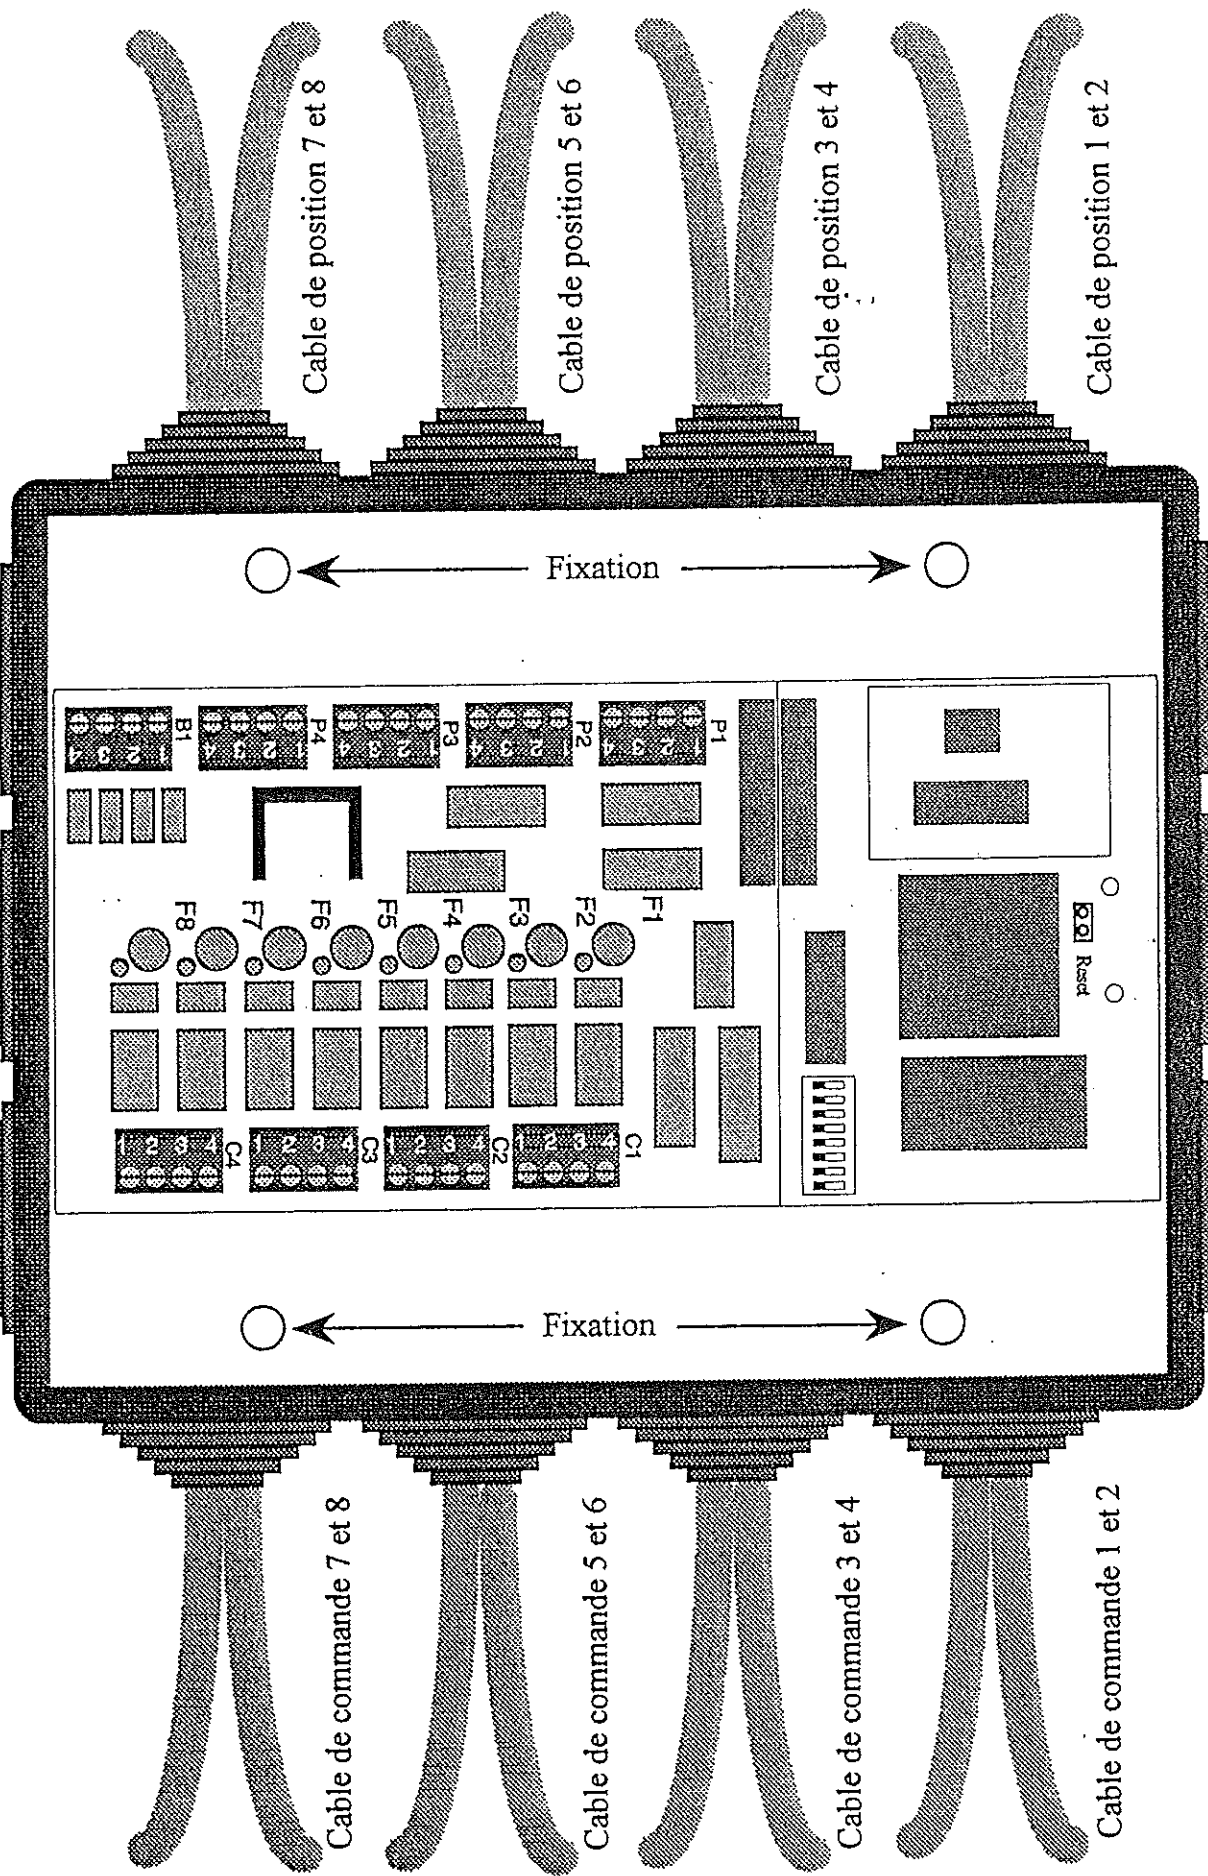 Cable de position 7 et 8
Cable de position 5 et 6
Cable de position 3 et 4
Cable de position 1 et 2
Fixation
B1
1 2 3 4
P4
1 2 3 4
P3
1 2 3 4
P2
1 2 3 4
P1
1 2 3 4
F8
F7
F6
F5
F4
F3
F2
F1
Reset
1 2 3 4
C4
1 2 3 4
C3
1 2 3 4
C2
1 2 3 4
C1
Fixation
Cable de commande 7 et 8
Cable de commande 5 et 6
Cable de commande 3 et 4
Cable de commande 1 et 2